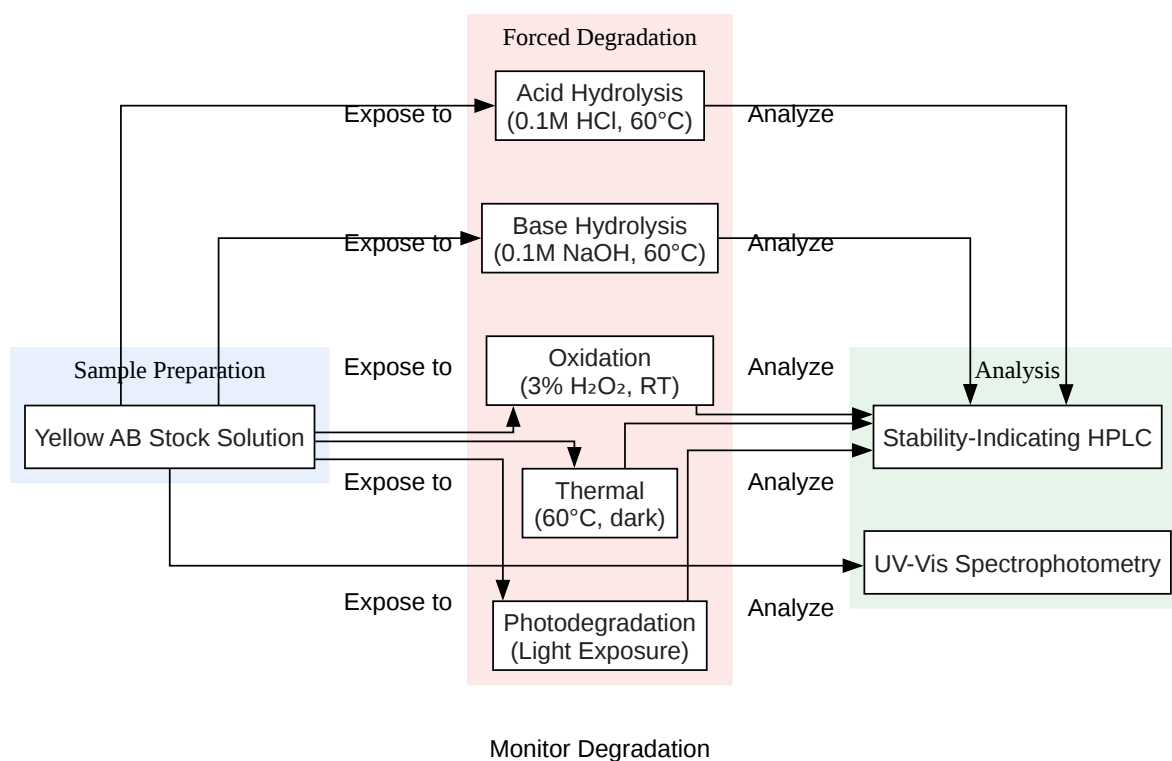 Forced Degradation
Expose to
Acid Hydrolysis
(0.1M HCl, 60°C)
Analyze
Expose to
Base Hydrolysis
(0.1M NaOH, 60°C)
Analyze
Sample Preparation
Expose to
Oxidation
(3% H₂O₂, RT)
Analyze
Analysis
Yellow AB Stock Solution
Stability-Indicating HPLC
Expose to
Thermal
(60°C, dark)
Analyze
UV-Vis Spectrophotometry
Expose to
Photodegradation
(Light Exposure)
Analyze
Monitor Degradation